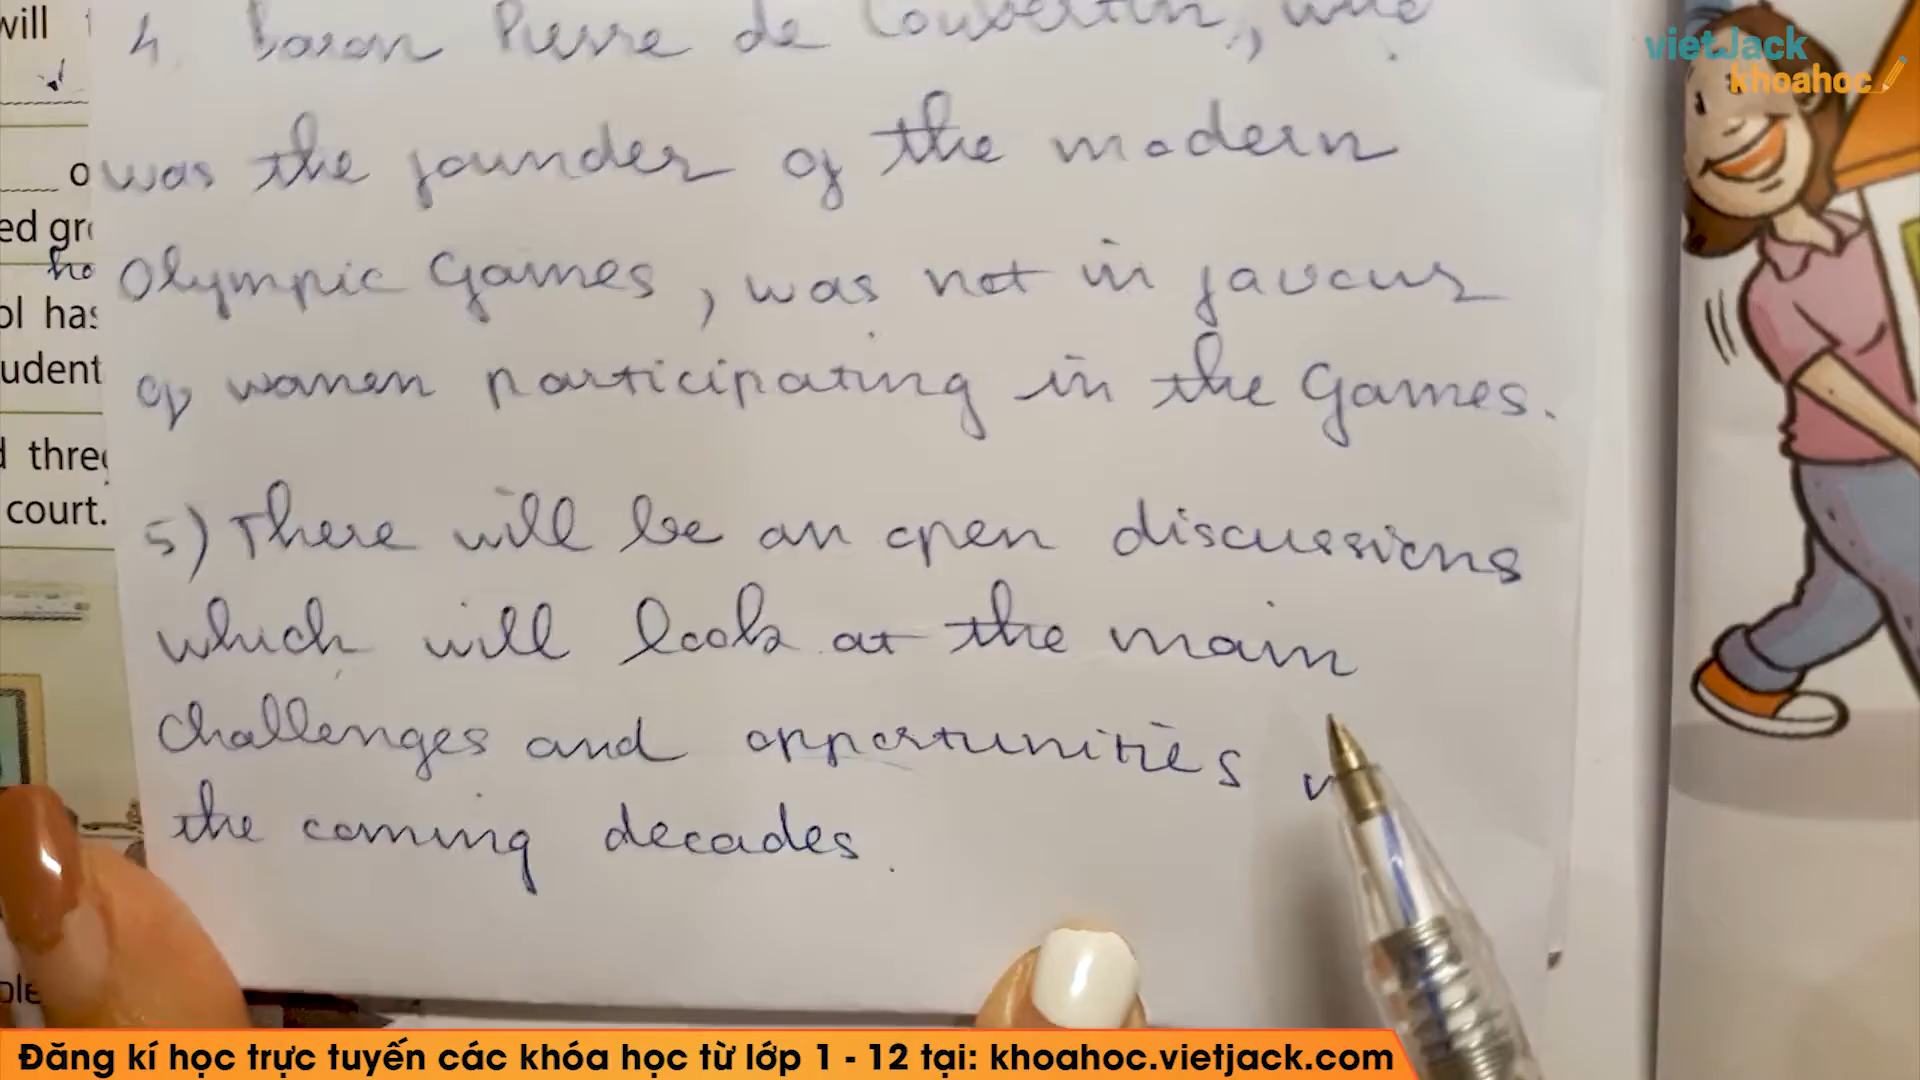 will
4. Baron Pierre de Coubertin, who
was the founder of the modern
Olympic Games, was not in favour
of women participating in the Games.
5) There will be an open discussions
which will look at the main
challenges and opportunities
the coming decades.
ed
ol has
udent
court.
vietJack
khoahoc
Đăng kí học trực tuyến các khóa học từ lớp 1 - 12 tại: khoahoc.vietjack.com